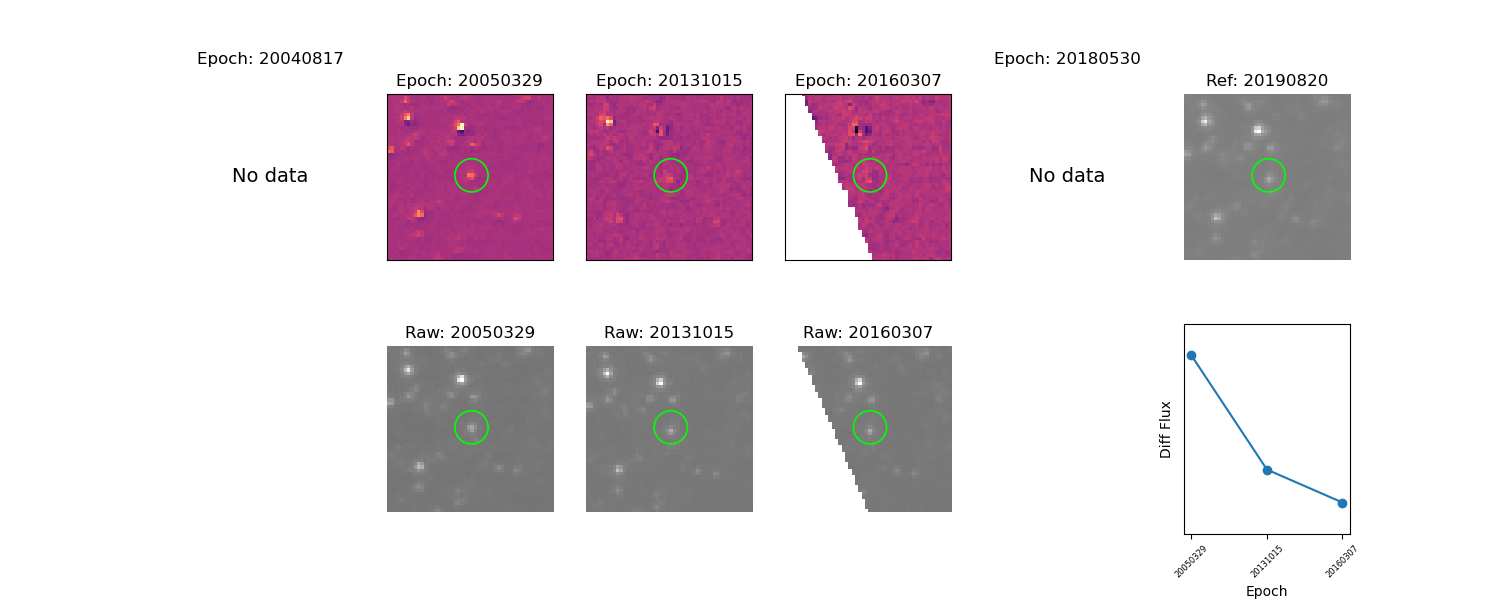 Epoch: 20040817
Epoch: 20050329
Epoch: 20131015
Epoch: 20160307
Epoch: 20180530
Ref: 20190820
No data
No data
Raw: 20050329
Raw: 20131015
Raw: 20160307
Diff Flux
20050329
20131015
20160307
Epoch